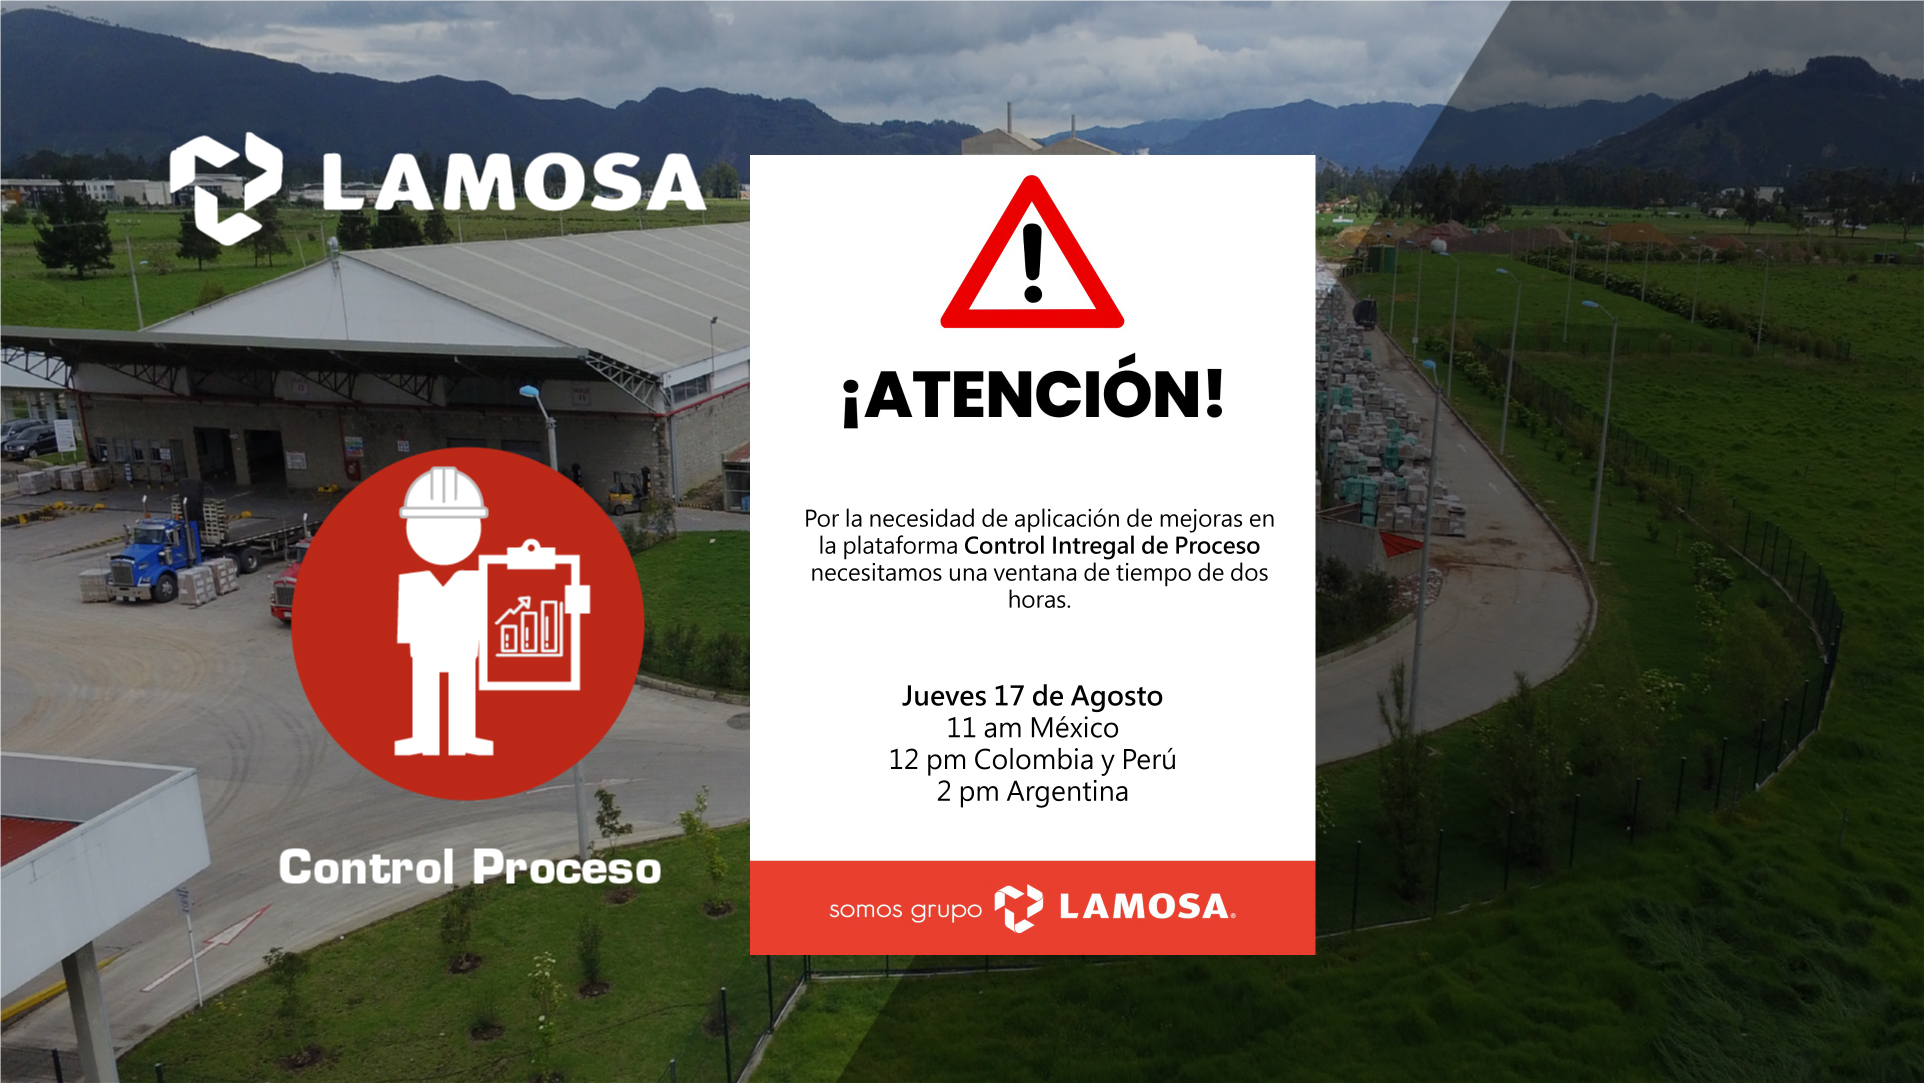 LAMOSA
Control Proceso
¡ATENCIÓN!
Por la necesidad de aplicación de mejoras en
la plataforma Control Intregal de Proceso
necesitamos una ventana de tiempo de dos
horas.
Jueves 17 de Agosto
11 am México
12 pm Colombia y Perú
2 pm Argentina
somos grupo LAMOSA®